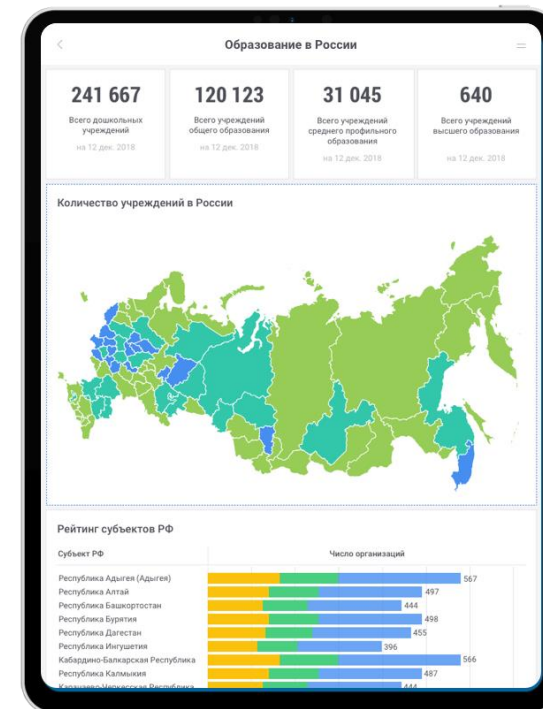 Образование в России
241 667
Всего дошкольных
учреждений
на 12 дек. 2018
120 123
Всего учреждений
общего образования
на 12 дек. 2018
31 045
Всего учреждений
среднего профильного
образования
на 12 дек. 2018
640
Всего учреждений
высшего образования
на 12 дек. 2018
Количество учреждений в России
Рейтинг субъектов РФ
Субъект РФ Число организаций
Республика Адыгея (Адыгея) 567
Республика Алтай 497
Республика Башкортостан 444
Республика Бурятия 498
Республика Дагестан 455
Республика Ингушетия 396
Кабардино-Балкарская Республика 566
Республика Калмыкия 487
Карачаево-Черкесская Республика 444